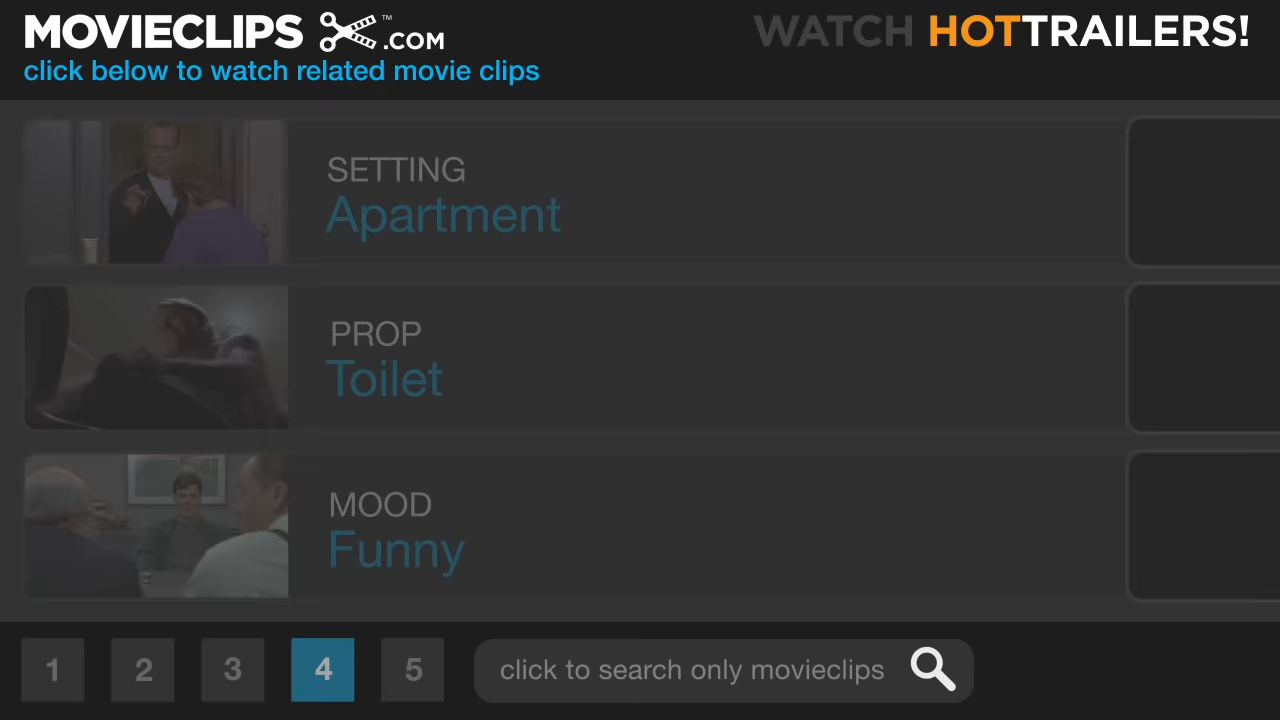 MOVIECLIPS ™ .COM
WATCH HOTTRAILERS!
click below to watch related movie clips
SETTING
Apartment
PROP
Toilet
MOOD
Funny
1 2 3 4 5
click to search only movieclips